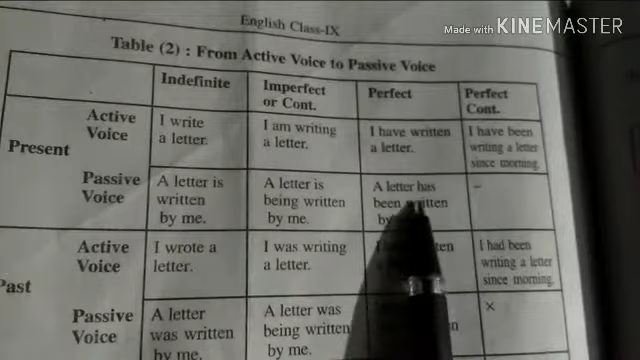 English Class-IX
Made with KINEMASTER
Table (2) : From Active Voice to Passive Voice
Indefinite
Imperfect
or Cont.
Perfect
Perfect
Cont.
Present
Active
Voice
I write
a letter.
I am writing
a letter.
I have written
a letter.
I have been
writing a letter
since morning.
Passive
Voice
A letter is
written
by me.
A letter is
being written
by me.
A letter has
been written
by
–
Past
Active
Voice
I wrote a
letter.
I was writing
a letter.
I had been
writing a letter
since morning.
Passive
Voice
A letter
was written
by me.
A letter was
being written
by me.
×